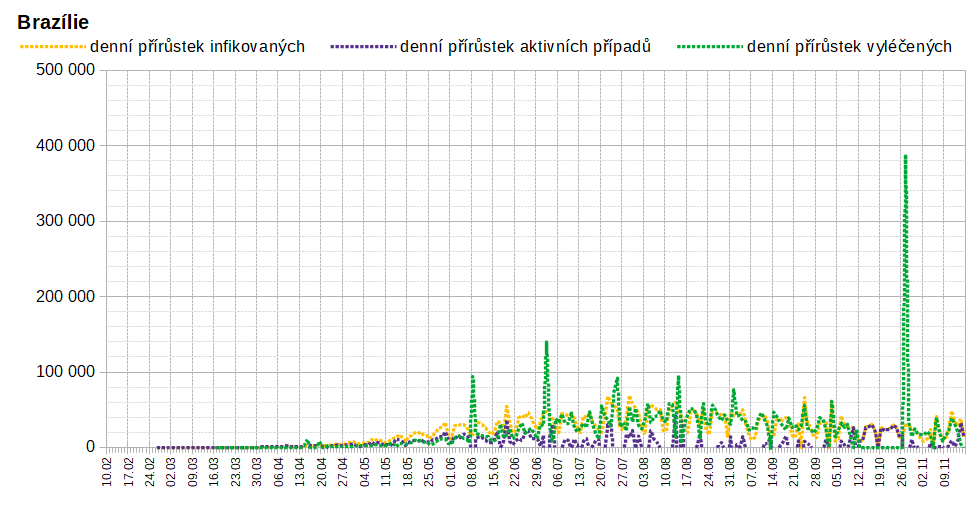 Brazílie
denní přírůstek infikovaných denní přírůstek aktivních případů denní přírůstek vyléčených
500 000
400 000
300 000
200 000
100 000
0
10.02 17.02 24.02 02.03 09.03 16.03 23.03 30.03 06.04 13.04 20.04 27.04 04.05 11.05 18.05 25.05 01.06 08.06 15.06 22.06 29.06 06.07 13.07 20.07 27.07 03.08 10.08 17.08 24.08 31.08 07.09 14.09 21.09 28.09 05.10 12.10 19.10 26.10 02.11 09.11